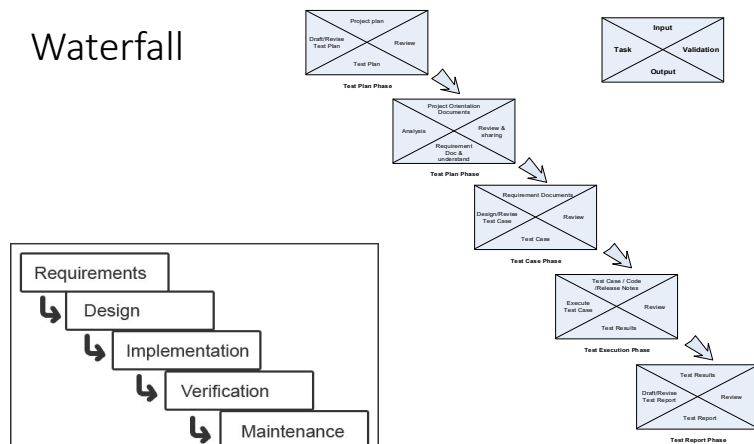 Waterfall
Project plan
Draft/Revise
Test Plan
Review
Test Plan
Test Plan Phase
Input
Task
Validation
Output
Project Orientation
Documents
Analysis
Review &
sharing
Requirement
Doc &
understand
Test Plan Phase
Requirement Documents
Design/Revise
Test Case
Review
Test Case
Test Case Phase
Test Case / Code
/Release Notes
Execute
Test Case
Review
Test Results
Test Execution Phase
Test Results
Draft/Revise
Test Report
Review
Test Report
Test Report Phase
Requirements
Design
Implementation
Verification
Maintenance